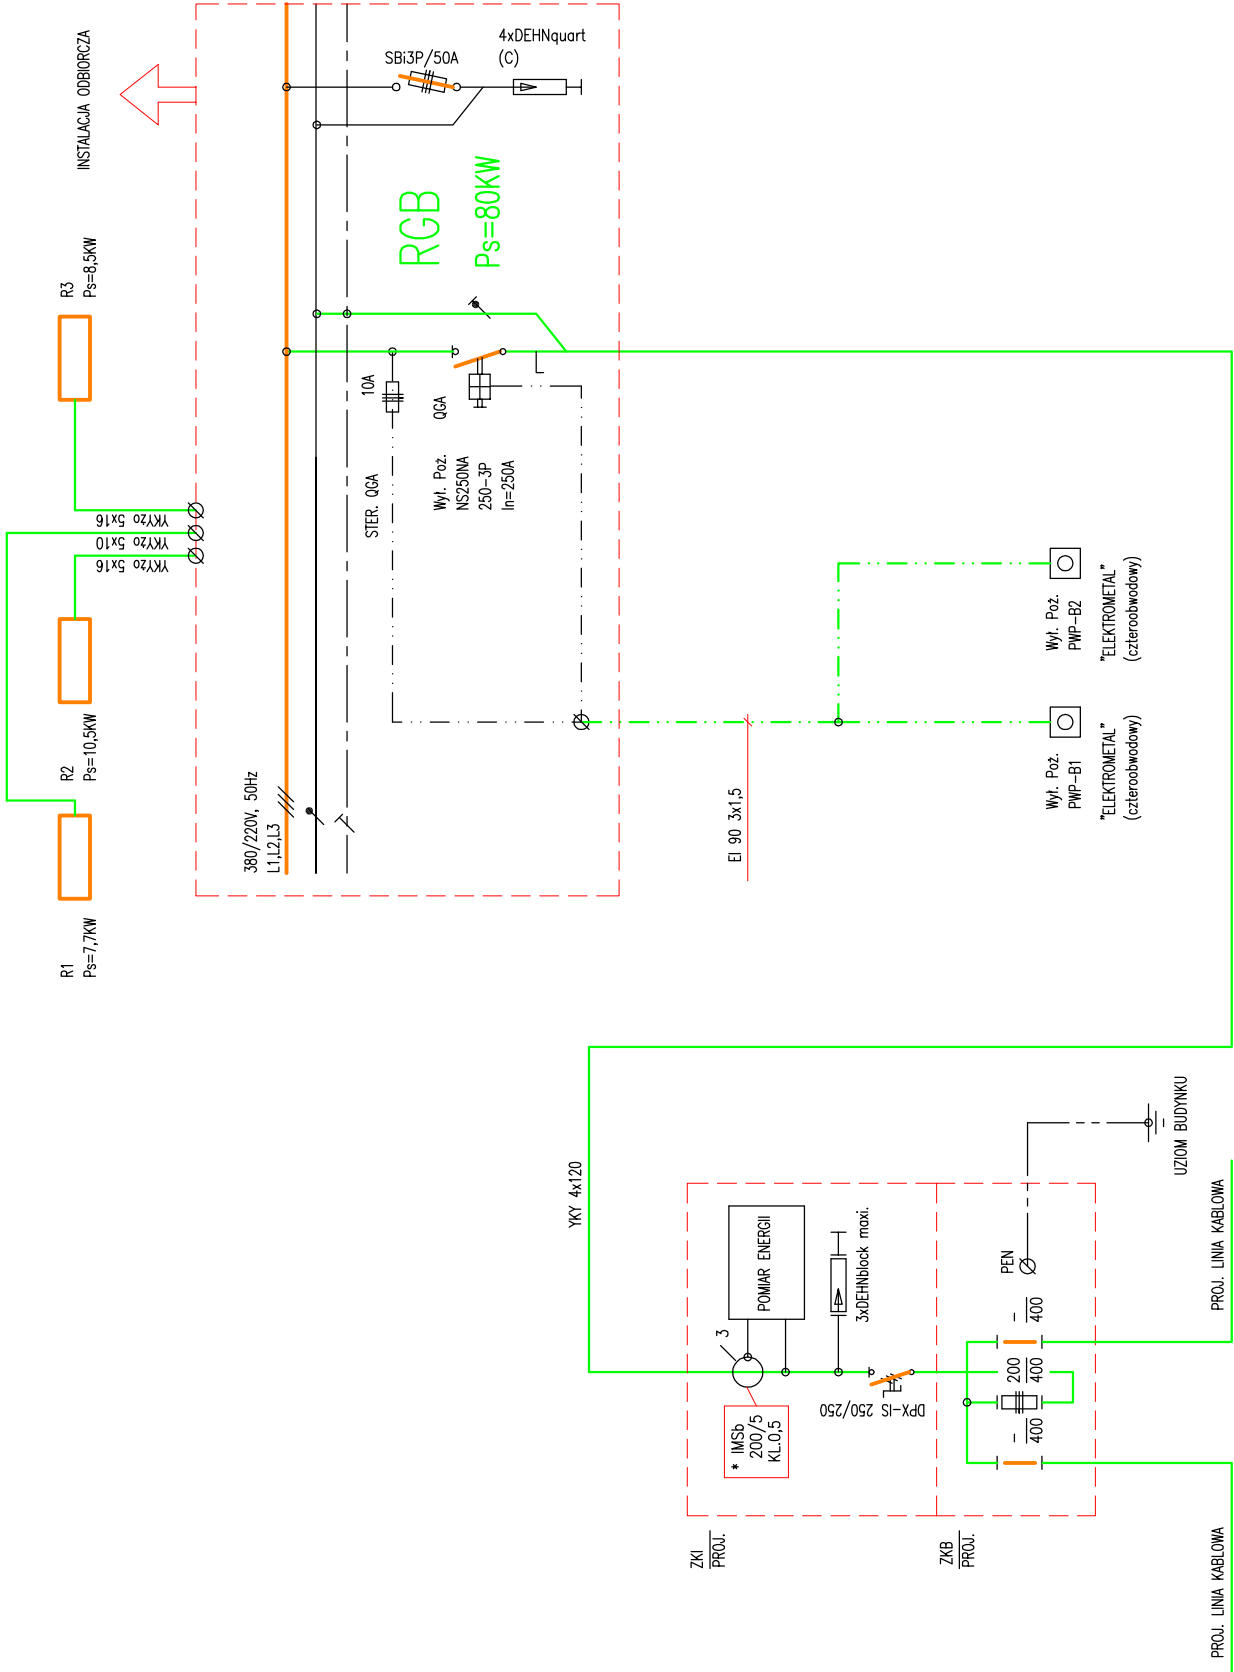 INSTALACJA ODBIORCZA
SBi3P/50A
4xDEHNquart
(C)
RGB
Ps=80KW
R3
Ps=8,5KW
YKYżo 5x16
YKYżo 5x10
YKYżo 5x16
R2
Ps=10,5KW
R1
Ps=7,7KW
380/220V, 50Hz
L1,L2,L3
10A
STER. QGA
QGA
Wył. Poż.
NS250NA
250-3P
In=250A
EI 90 3x1,5
Wył. Poż.
PWP-B2
"ELEKTROMETAL"
(czteroobwodowy)
Wył. Poż.
PWP-B1
"ELEKTROMETAL"
(czteroobwodowy)
YKY 4x120
POMIAR ENERGII
3
* IMSb
200/5
KL.0,5
3xDEHNblock maxi.
DPX-IS 250/250
PEN
UZIOM BUDYNKU
-
400
200
400
-
400
ZKI
PROJ.
ZKB
PROJ.
PROJ. LINIA KABLOWA
PROJ. LINIA KABLOWA